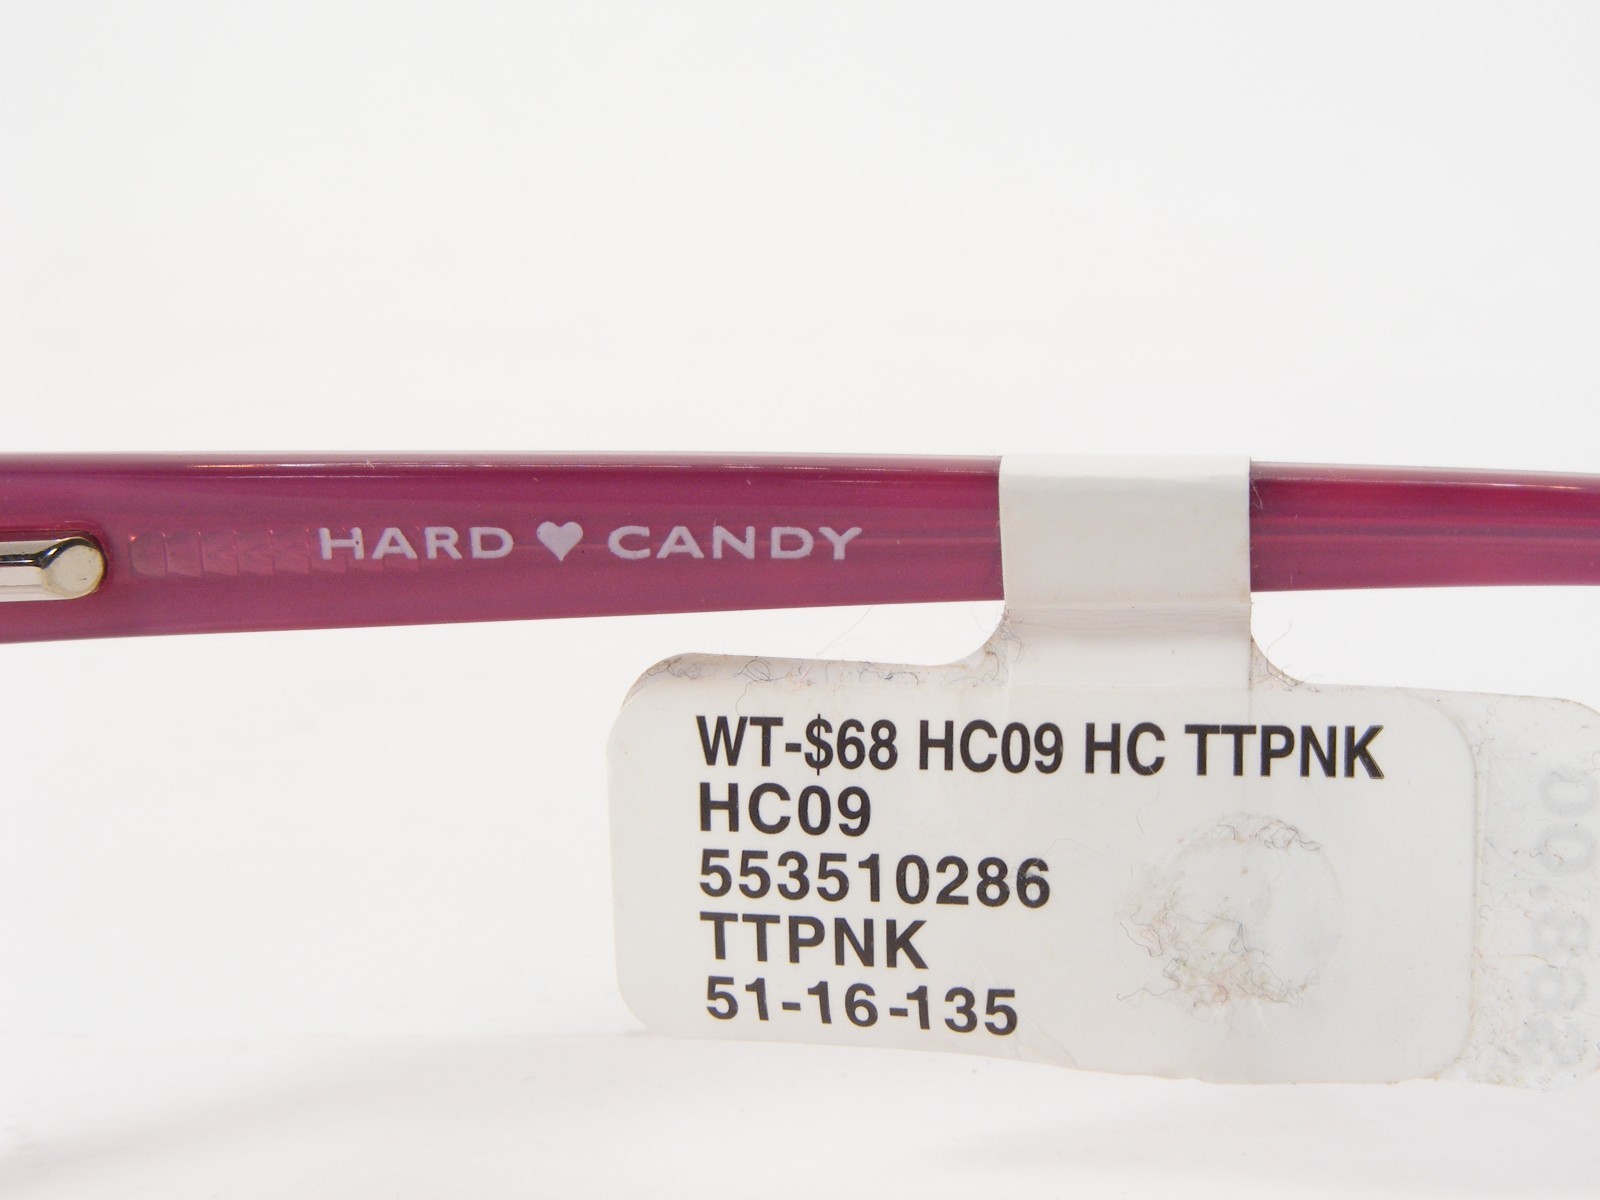 HARD ♥ CANDY
WT-$68 HC09 HC TTPNK
HC09
553510286
TTPNK
51-16-135